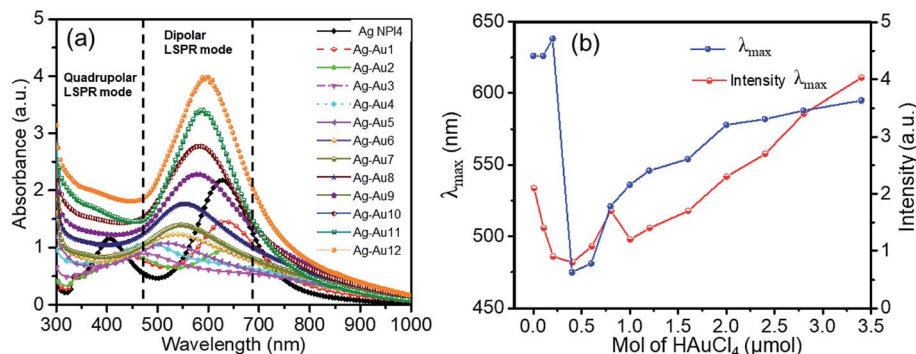 (a)
Dipolar
LSPR mode
Quadrupolar
LSPR mode
Ag NPl4
Ag-Au1
Ag-Au2
Ag-Au3
Ag-Au4
Ag-Au5
Ag-Au6
Ag-Au7
Ag-Au8
Ag-Au9
Ag-Au10
Ag-Au11
Ag-Au12
Absorbance (a.u.)
5
4
3
2
1
0
300 400 500 600 700 800 900 1000
Wavelength (nm)
(b)
λmax
Intensity λmax
λmax (nm)
650
600
550
500
450
Intensity (a.u.)
5
4
3
2
1
0
0.0 0.5 1.0 1.5 2.0 2.5 3.0 3.5
Mol of HAuCl4 (μmol)